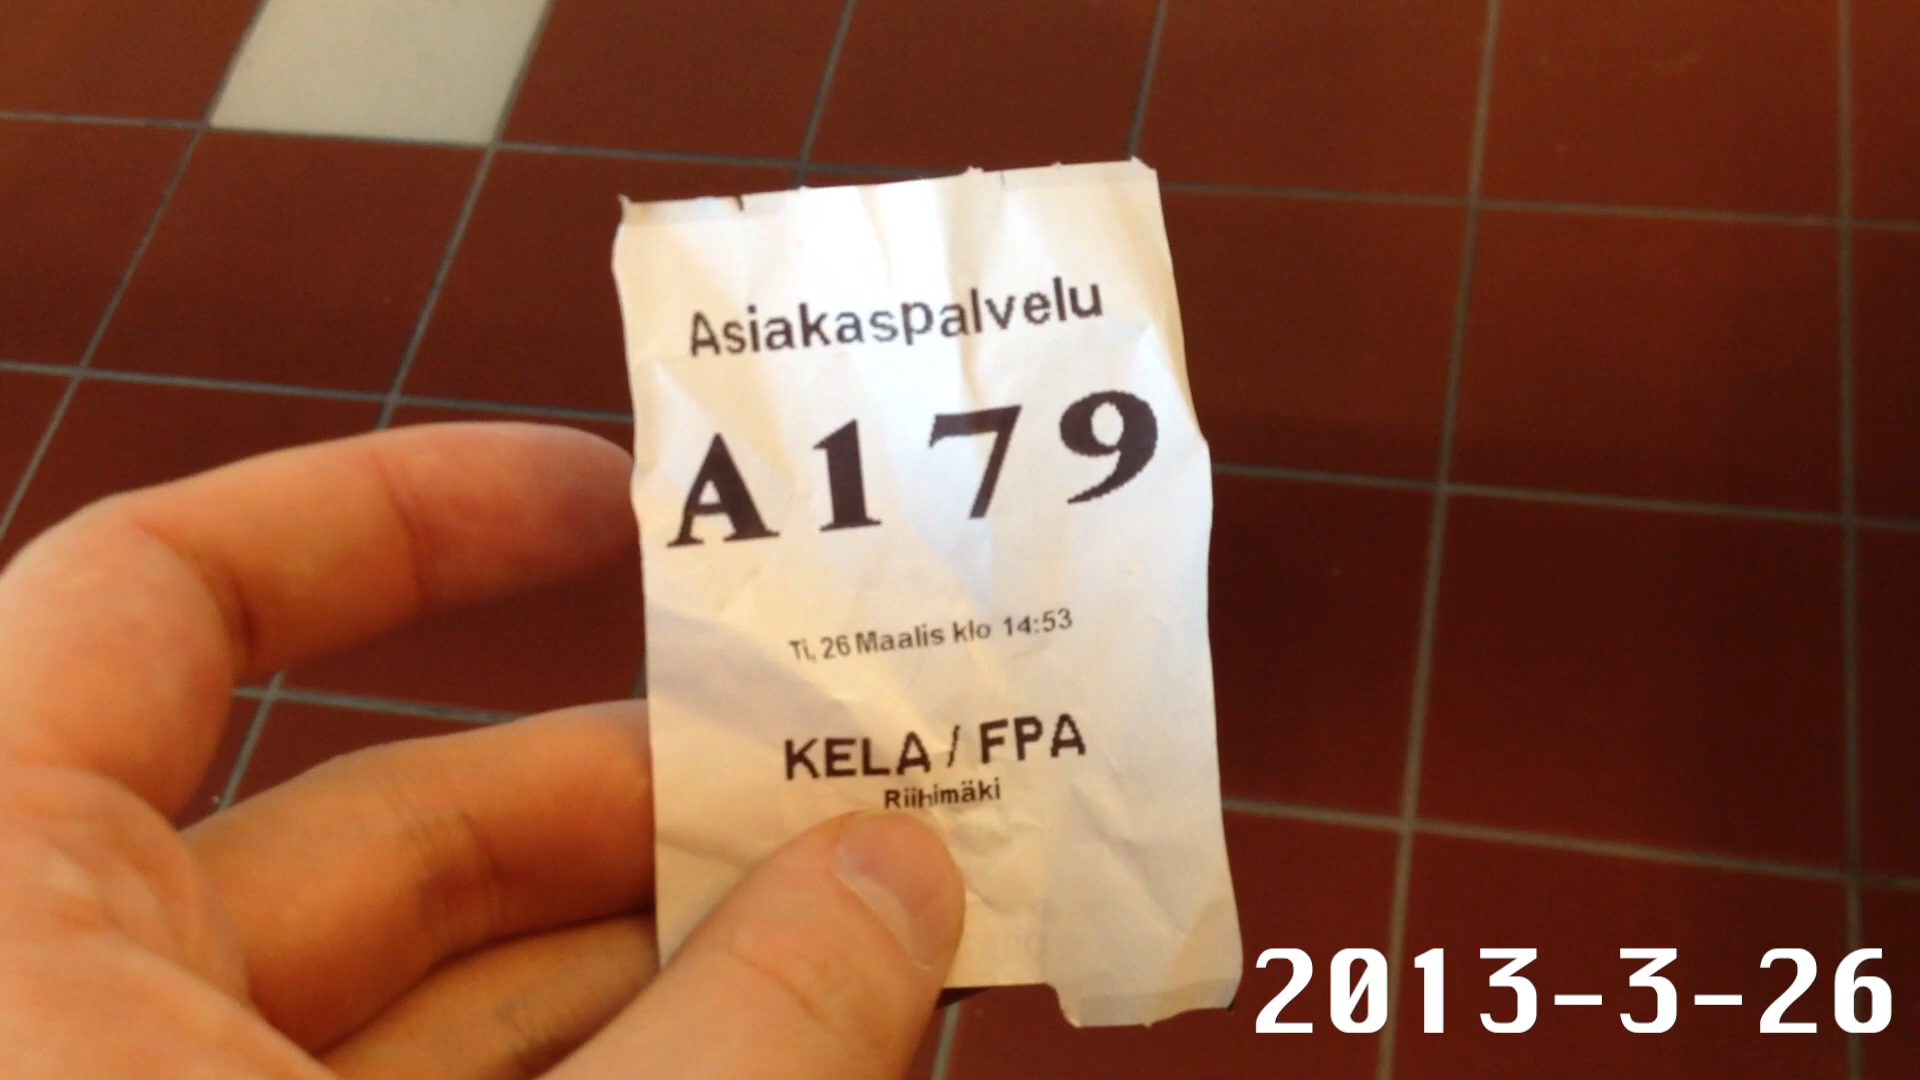 Asiakaspalvelu
A179
Ti, 26 Maalis klo 14:53
KELA / FPA
Riihimäki
2013-3-26